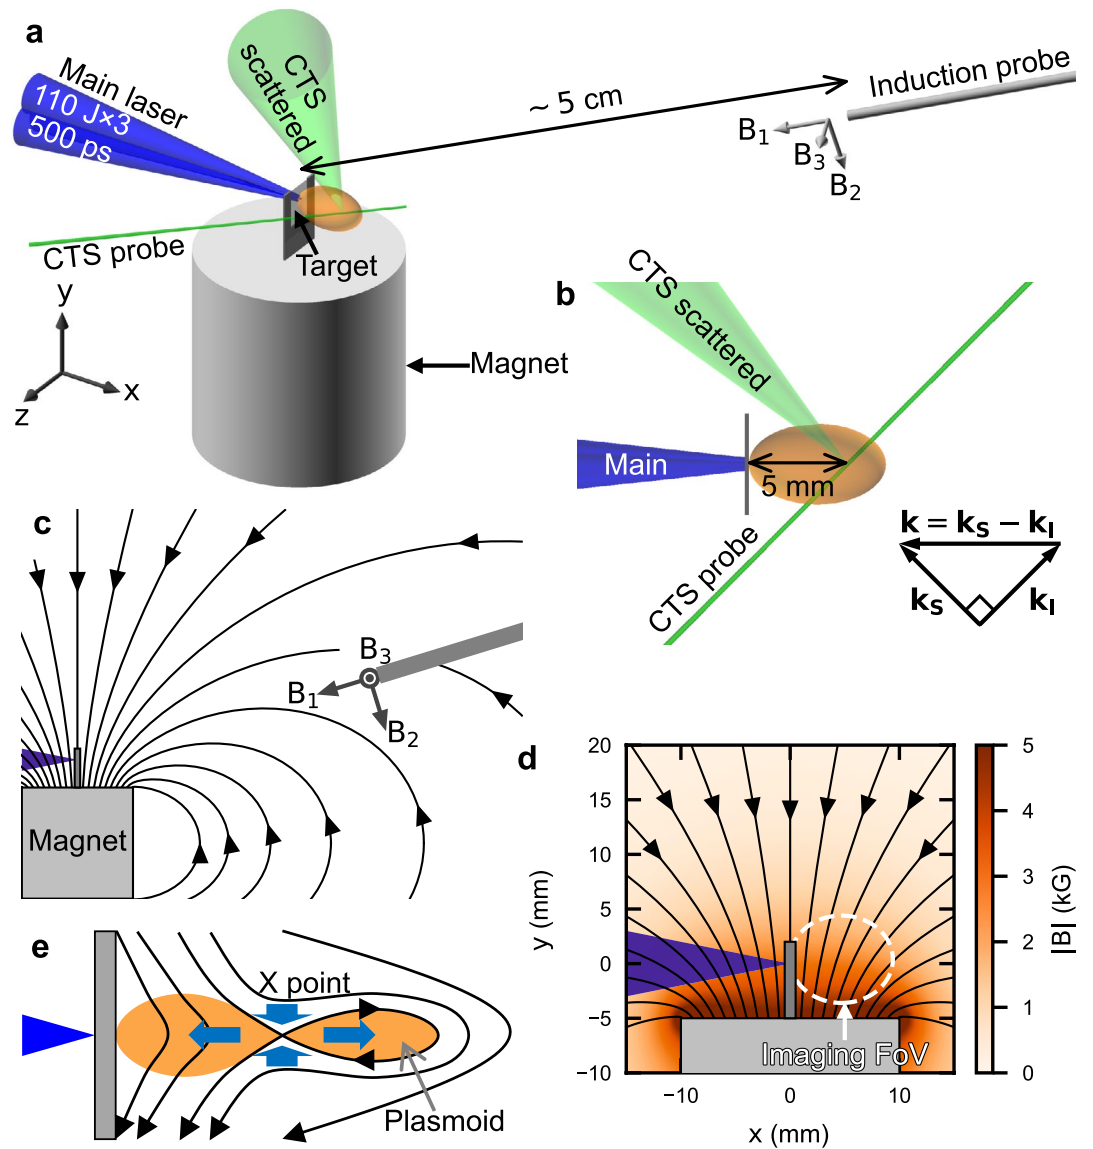 a
Main laser
110 J×3
500 ps
CTS
scattered
~ 5 cm
Induction probe
B1
B3
B2
CTS probe
Target
Magnet
y
x
z
b
CTS scattered
Main
5 mm
CTS probe
k = kS − kI
kS
kI
c
B3
B1
B2
Magnet
d
20
15
10
5
0
−5
−10
y (mm)
−10
0
10
x (mm)
Imaging FoV
5
4
3
2
1
0
|B| (kG)
e
X point
Plasmoid